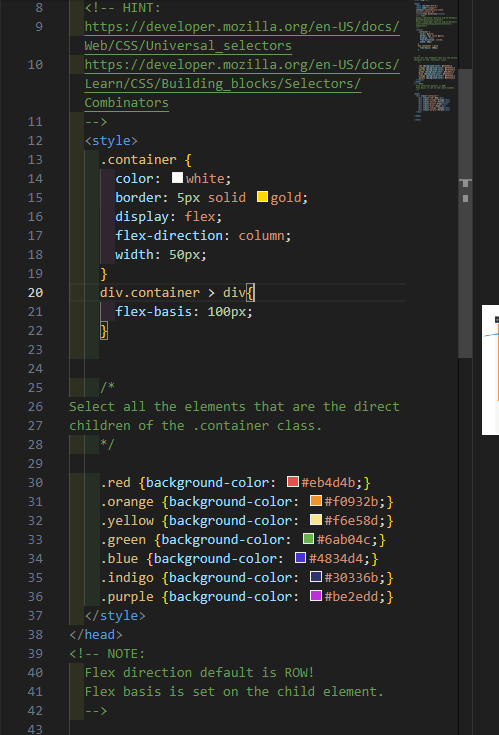 8 <!-- HINT:
9 https://developer.mozilla.org/en-US/docs/
Web/CSS/Universal_selectors
10 https://developer.mozilla.org/en-US/docs/
Learn/CSS/Building_blocks/Selectors/
Combinators
11 -->
12 <style>
13 .container {
14 color: white;
15 border: 5px solid gold;
16 display: flex;
17 flex-direction: column;
18 width: 50px;
19 }
20 div.container > div{
21 flex-basis: 100px;
22 }
23
24
25 /*
26 Select all the elements that are the direct
27 children of the .container class.
28 */
29
30 .red {background-color: #eb4d4b;}
31 .orange {background-color: #f0932b;}
32 .yellow {background-color: #f6e58d;}
33 .green {background-color: #6ab04c;}
34 .blue {background-color: #4834d4;}
35 .indigo {background-color: #30336b;}
36 .purple {background-color: #be2edd;}
37 </style>
38 </head>
39 <!-- NOTE:
40 Flex direction default is ROW!
41 Flex basis is set on the child element.
42 -->
43